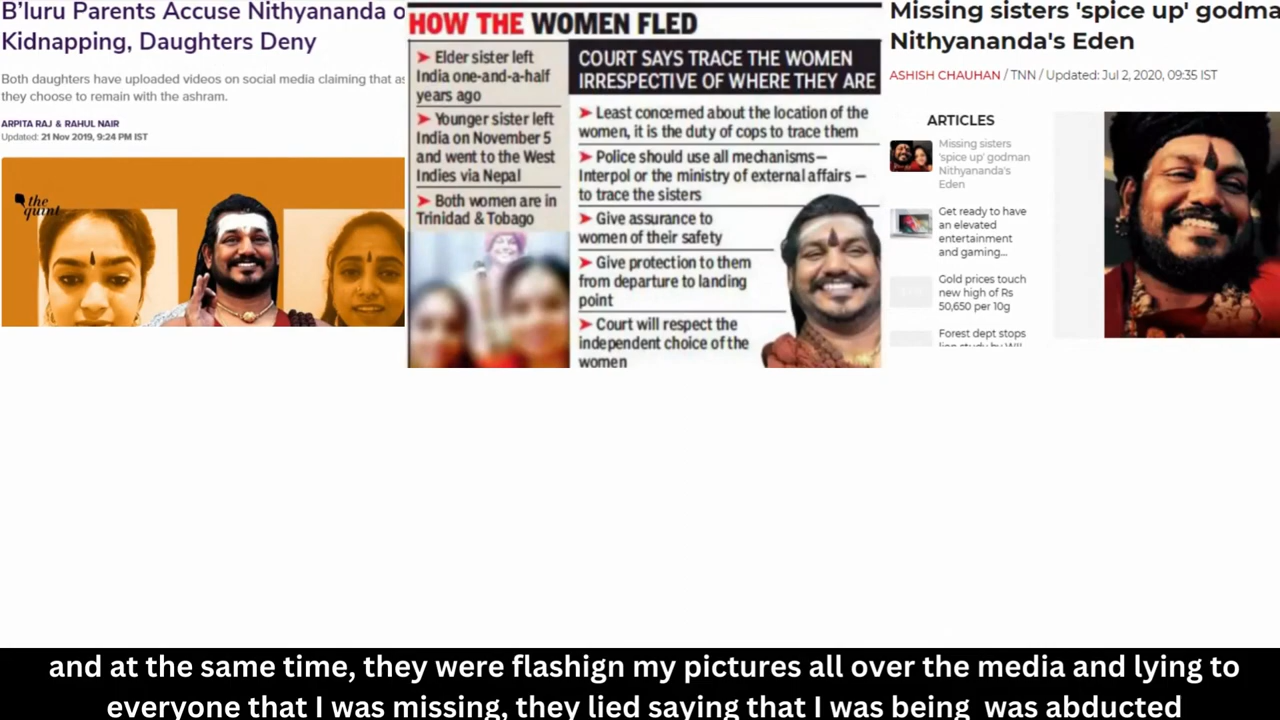 B'luru Parents Accuse Nithyananda o
Kidnapping, Daughters Deny
Both daughters have uploaded videos on social media claiming that as
they choose to remain with the ashram.
ARPITA RAJ & RAHUL NAIR
Updated: 21 Nov 2019, 9:24 PM IST
the
quint
HOW THE WOMEN FLED
➤ Elder sister left
India one-and-a-half
years ago
➤ Younger sister left
India on November 5
and went to the West
Indies via Nepal
➤ Both women are in
Trinidad & Tobago
COURT SAYS TRACE THE WOMEN
IRRESPECTIVE OF WHERE THEY ARE
➤ Least concerned about the location of the
women, it is the duty of cops to trace them
➤ Police should use all mechanisms—
Interpol or the ministry of external affairs —
to trace the sisters
➤ Give assurance to
women of their safety
➤ Give protection to them
from departure to landing
point
➤ Court will respect the
independent choice of the
women
Missing sisters 'spice up' godma
Nithyananda's Eden
ASHISH CHAUHAN / TNN / Updated: Jul 2, 2020, 09:35 IST
ARTICLES
Missing sisters
'spice up' godman
Nithyananda's
Eden
Get ready to have
an elevated
entertainment
and gaming...
Gold prices touch
new high of Rs
50,650 per 10g
Forest dept stops
and at the same time, they were flashign my pictures all over the media and lying to
everyone that I was missing, they lied saying that I was being was abducted